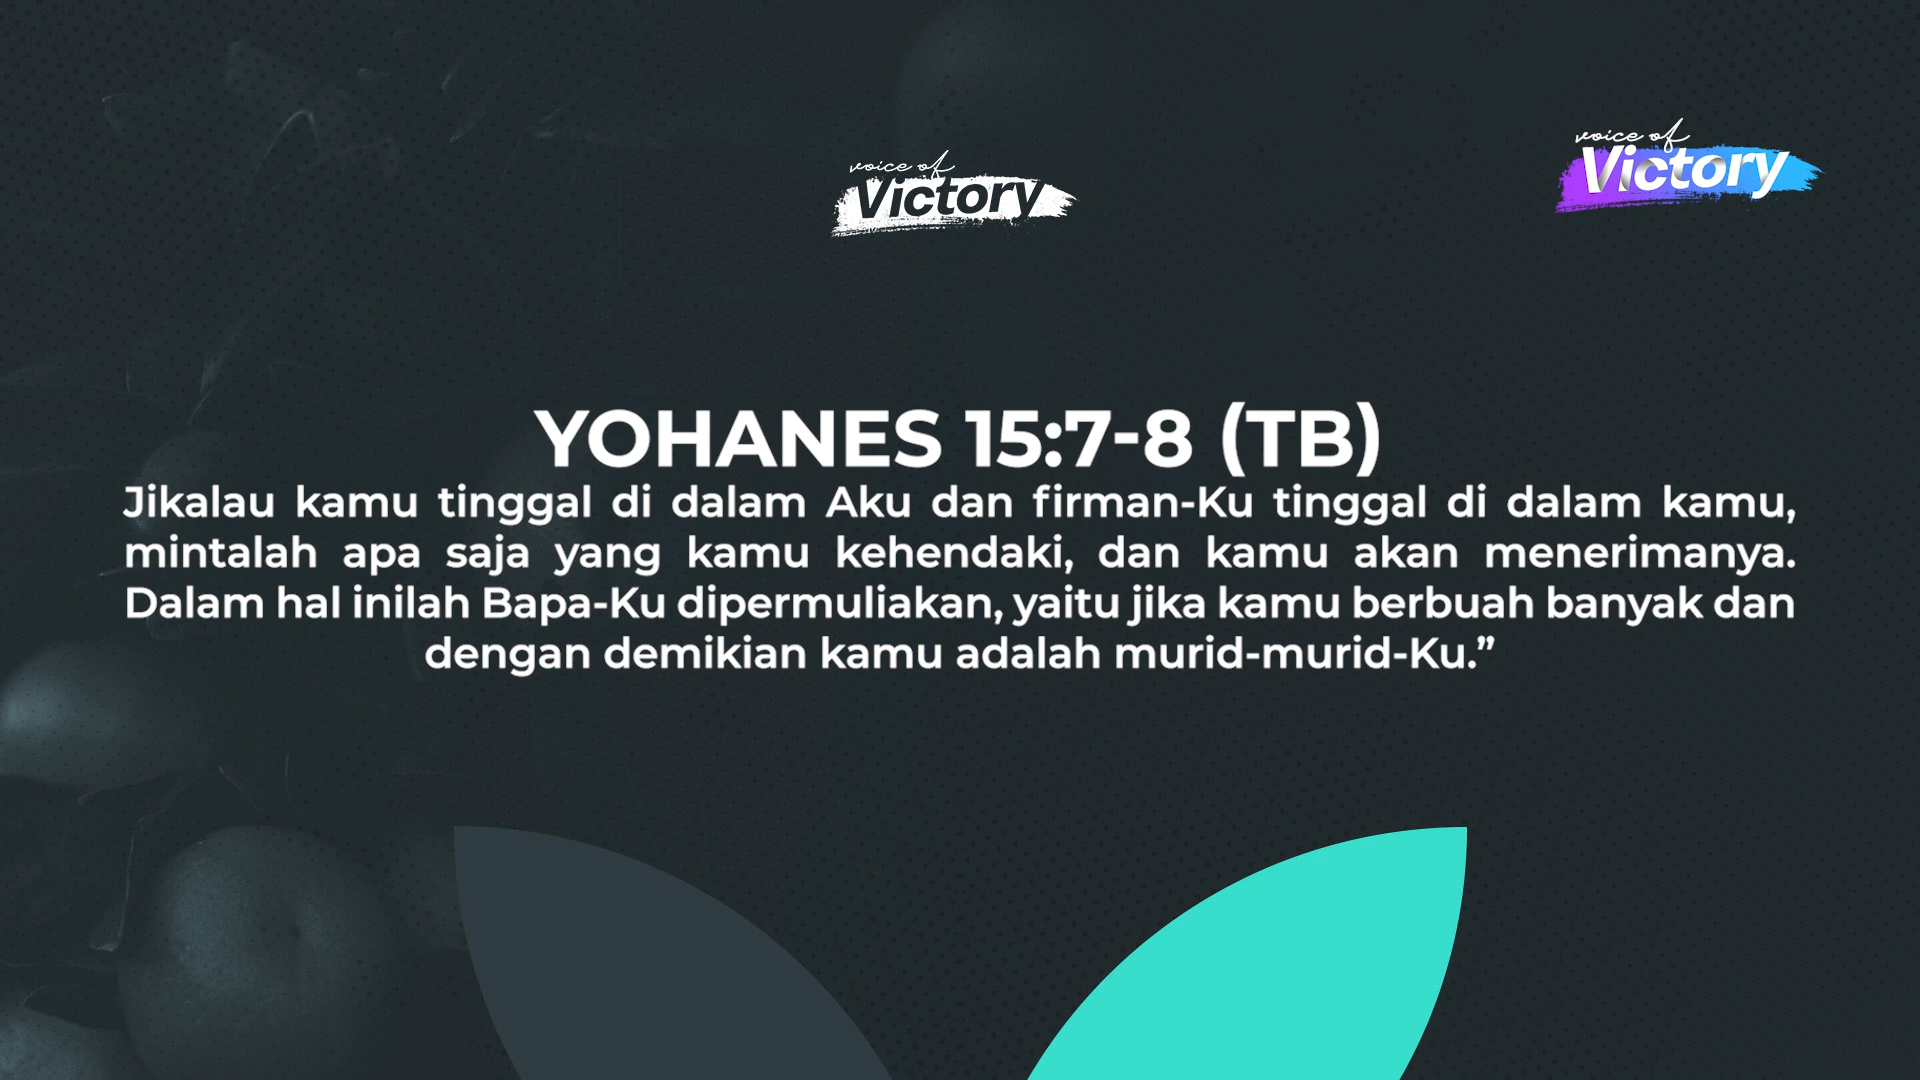 voice of
Victory
voice of
Victory
YOHANES 15:7-8 (TB)
Jikalau kamu tinggal di dalam Aku dan firman-Ku tinggal di dalam kamu,
mintalah apa saja yang kamu kehendaki, dan kamu akan menerimanya.
Dalam hal inilah Bapa-Ku dipermuliakan, yaitu jika kamu berbuah banyak dan
dengan demikian kamu adalah murid-murid-Ku.”